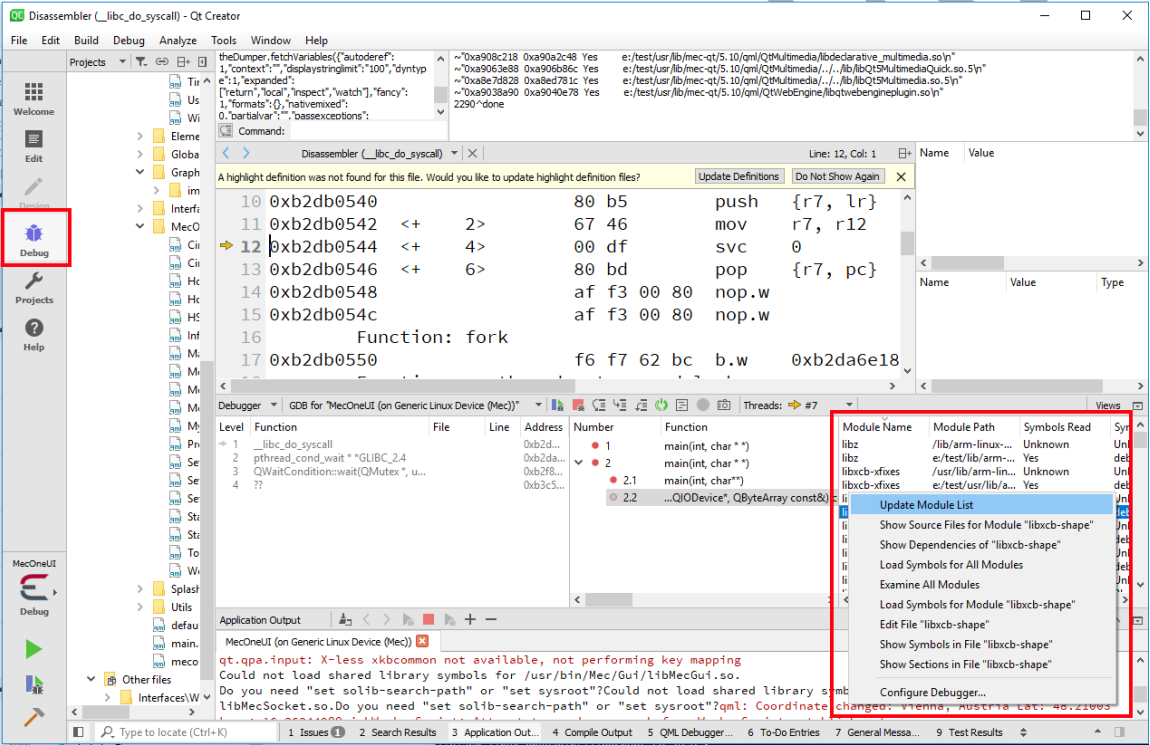 Disassembler (__libc_do_syscall) - Qt Creator
File Edit Build Debug Analyze Tools Window Help
Projects
Welcome
Edit
Design
Debug
Projects
Help
MecOneUI
Debug
Us
Eleme
Globa
Graph
im
Interfa
MecO
Cir
Cir
Ho
Ho
HS
Inf
Ma
Me
Me
Me
My
Pro
Set
Set
Set
Sta
Sta
To
Splash
Utils
defau
main.
meco
Other files
Interfaces\W
theDumper.fetchVariables({"autoderef":
1,"context":"","displaystringlimit":"100","dyntyp
e":1,"expanded":
["return","local","inspect","watch"],"fancy":
1,"formats":{},"nativemixed":
0,"partialvar":"","passexceptions":
Command:
~"0xa908c218 0xa90a2c48 Yes e:/test/usr/lib/mec-qt/5.10/qml/QtMultimedia/libdeclarative_multimedia.so\n"
~"0xa9063e88 0xa906b86c Yes e:/test/usr/lib/mec-qt/5.10/qml/QtMultimedia/../../lib/libQt5MultimediaQuick.so.5\n"
~"0xa8e7d828 0xa8ed781c Yes e:/test/usr/lib/mec-qt/5.10/qml/QtMultimedia/../../lib/libQt5Multimedia.so.5\n"
~"0xa9038a90 0xa9040e78 Yes e:/test/usr/lib/mec-qt/5.10/qml/QtWebEngine/libqtwebengineplugin.so\n"
2290^done
Disassembler (__libc_do_syscall)
Line: 12, Col: 1
A highlight definition was not found for this file. Would you like to update highlight definition files?
Update Definitions
Do Not Show Again
10 0xb2db0540 80 b5 push {r7, lr}
11 0xb2db0542 <+ 2> 67 46 mov r7, r12
12 0xb2db0544 <+ 4> 00 df svc 0
13 0xb2db0546 <+ 6> 80 bd pop {r7, pc}
14 0xb2db0548 af f3 00 80 nop.w
15 0xb2db054c af f3 00 80 nop.w
16 Function: fork
17 0xb2db0550 f6 f7 62 bc b.w 0xb2da6e18
Name Value
Name Value Type
Debugger GDB for "MecOneUI (on Generic Linux Device (Mec))" Threads: #7 Views
Level Function File Line Address
1 __libc_do_syscall 0xb2d...
2 pthread_cond_wait * *GLIBC_2.4 0xb2da...
3 QWaitCondition::wait(QMutex *, u... 0xb2f8...
4 ?? 0xb3c5...
Number Function
1 main(int, char * *)
2 main(int, char * *)
2.1 main(int, char**)
2.2 ...QIODevice*, QByteArray const&) c
Module Name Module Path Symbols Read Syr
libz /lib/arm-linux-... Unknown Unl
libz e:/test/lib/arm-... Yes deb
libxcb-xfixes /usr/lib/arm-lin... Unknown Unl
libxcb-xfixes e:/test/usr/lib/a... Yes deb
Update Module List
Show Source Files for Module "libxcb-shape"
Show Dependencies of "libxcb-shape"
Load Symbols for All Modules
Examine All Modules
Load Symbols for Module "libxcb-shape"
Edit File "libxcb-shape"
Show Symbols in File "libxcb-shape"
Show Sections in File "libxcb-shape"
Configure Debugger...
Application Output
MecOneUI (on Generic Linux Device (Mec))
qt.qpa.input: X-less xkbcommon not available, not performing key mapping
Could not load shared library symbols for /usr/bin/Mec/Gui/libMecGui.so.
Do you need "set solib-search-path" or "set sysroot"?Could not load shared library symb
libMecSocket.so.Do you need "set solib-search-path" or "set sysroot"?qml: Coordinate changed: Vienna, Austria Lat: 48.21003
Type to locate (Ctrl+K)
1 Issues 1
2 Search Results
3 Application Out...
4 Compile Output
5 QML Debugger...
6 To-Do Entries
7 General Messa...
9 Test Results